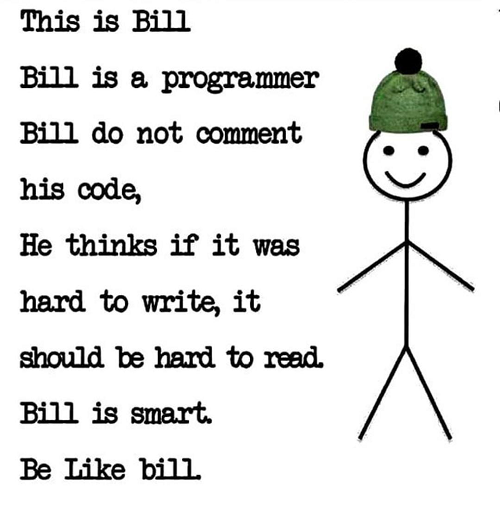 This is Bill
Bill is a programmer
Bill do not comment
his code,
He thinks if it was
hard to write, it
should be hard to read.
Bill is smart.
Be Like bill.